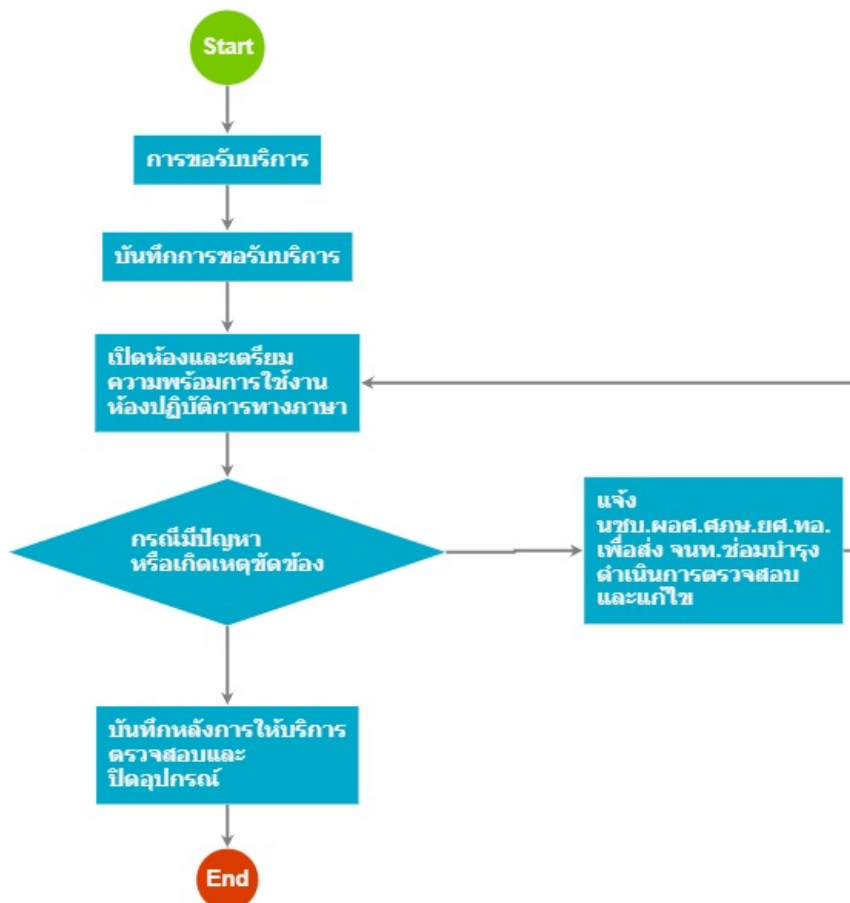 Start
การขอรับบริการ
บันทึกการขอรับบริการ
เปิดห้องและเตรียม
ความพร้อมการใช้งาน
ห้องปฏิบัติการทางภาษา
กรณีมีปัญหา
หรือเกิดเหตุขัดข้อง
แจ้ง
นชบ.ผอศ.ศภษ.ยศ.ทอ.
เพื่อส่ง จนท.ซ่อมบำรุง
ดำเนินการตรวจสอบ
และแก้ไข
บันทึกหลังการให้บริการ
ตรวจสอบและ
ปิดอุปกรณ์
End